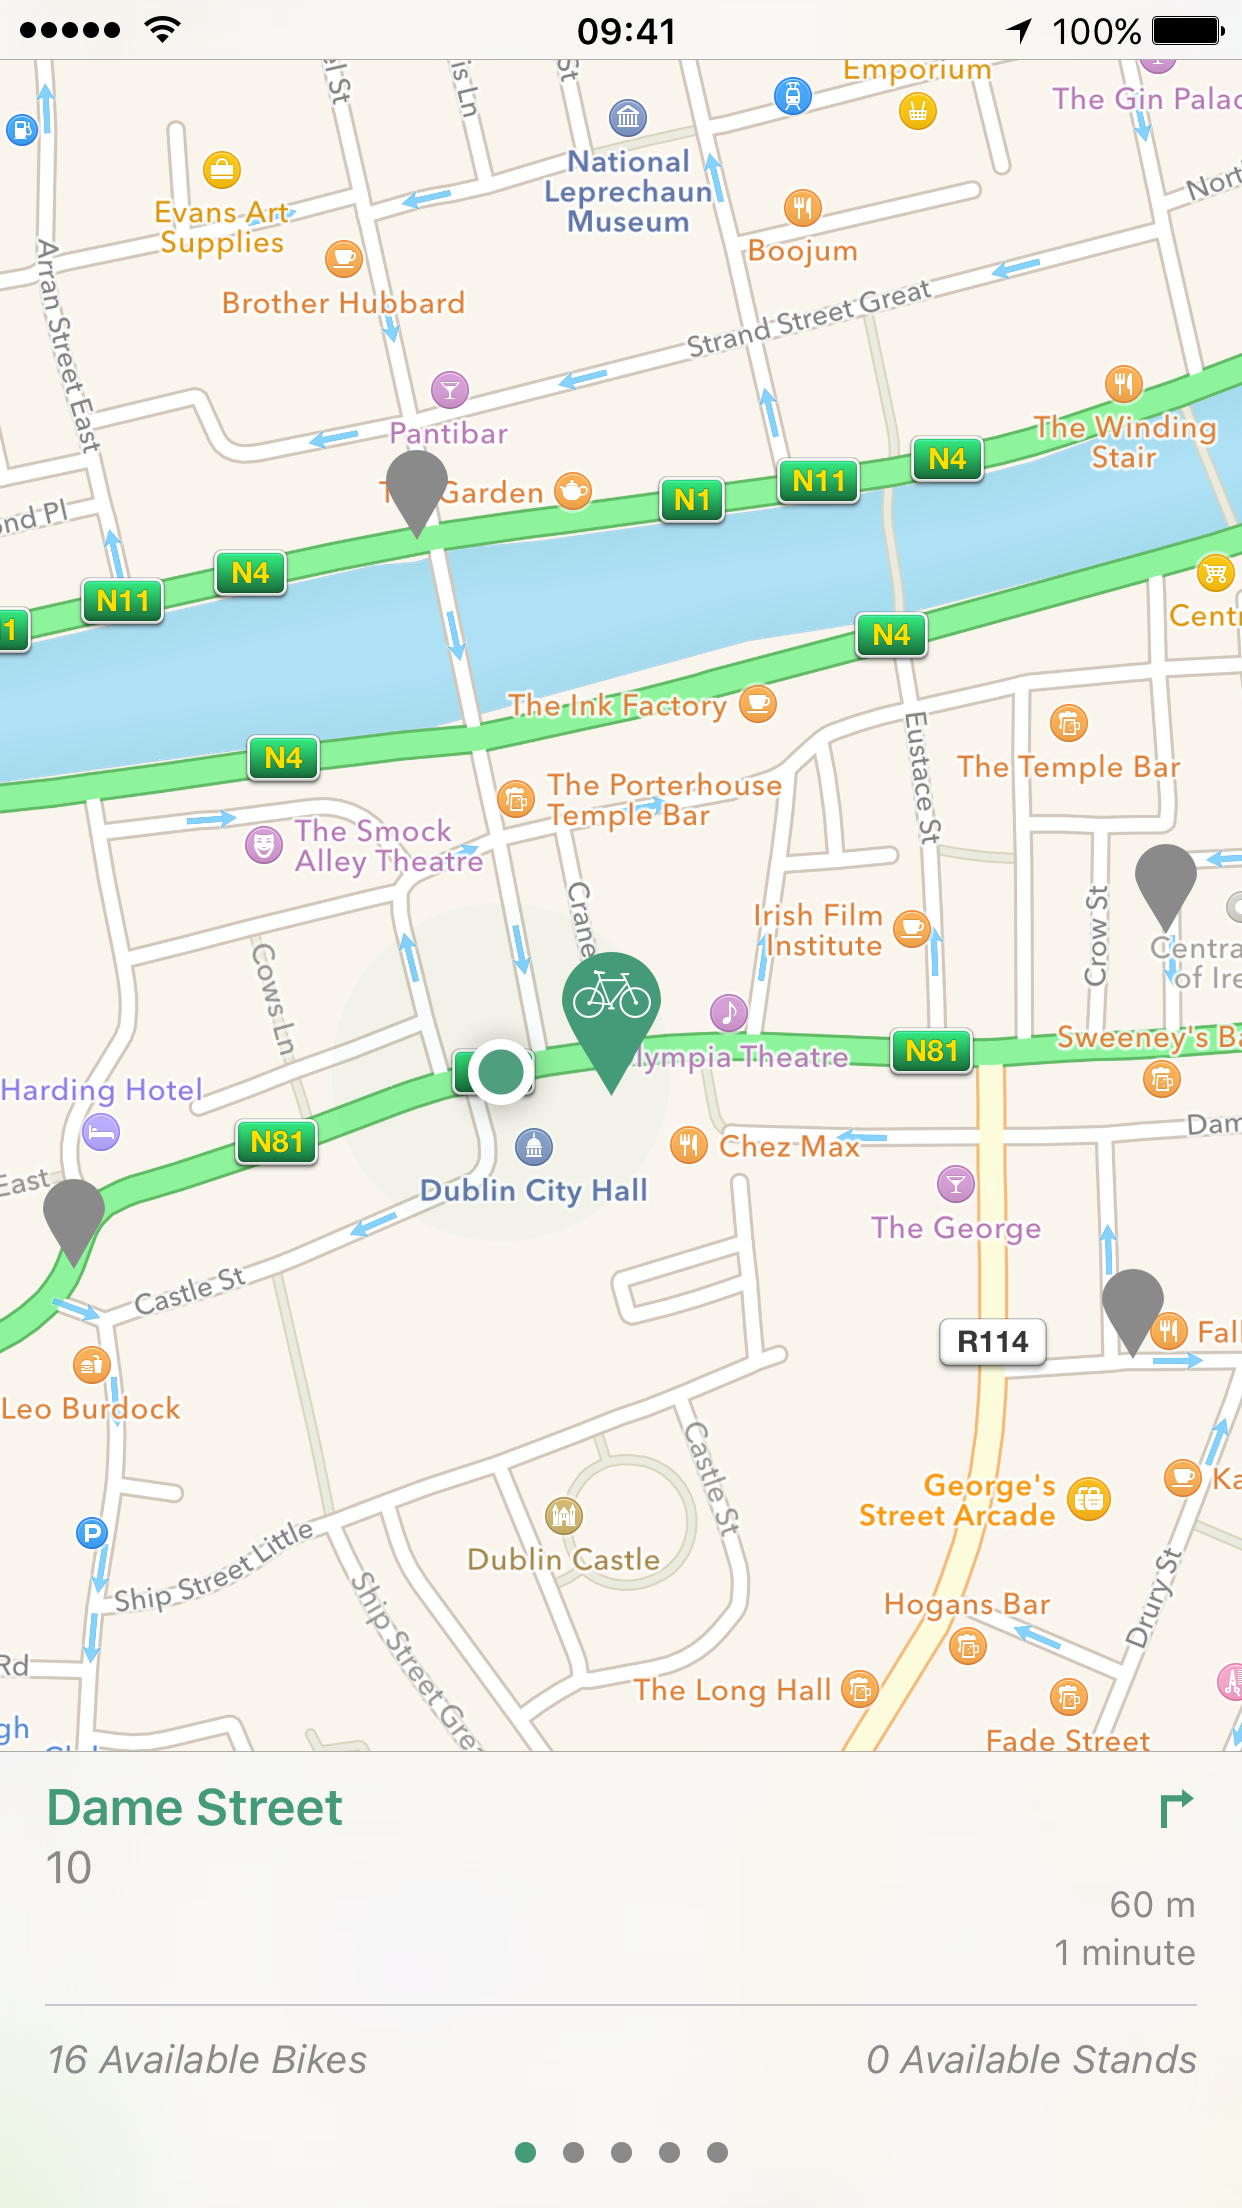 09:41
100%
Emporium
The Gin Palac
National
Leprechaun
Museum
Evans Art
Supplies
Boojum
Brother Hubbard
Arran Street East
Strand Street Great
Pantibar
The Winding
Stair
Garden
N4
N11
N1
N4
N11
N4
1
N4
The Ink Factory
N4
Eustace St
The Porterhouse
Temple Bar
The Temple Bar
The Smock
Alley Theatre
Crane
Irish Film
Institute
Crow St
Cows Ln
Centra
of Ire
lympia Theatre
N81
Sweeney's Ba
Harding Hotel
N81
Chez Max
Dam
East
Dublin City Hall
The George
Castle St
R114
Fall
Leo Burdock
Castle St
George's
Street Arcade
Ka
Dublin Castle
Ship Street Little
Drury St
Hogans Bar
Ship Street Grea
Rd
The Long Hall
gh
Fade Street
Dame Street
10
60 m
1 minute
16 Available Bikes
0 Available Stands